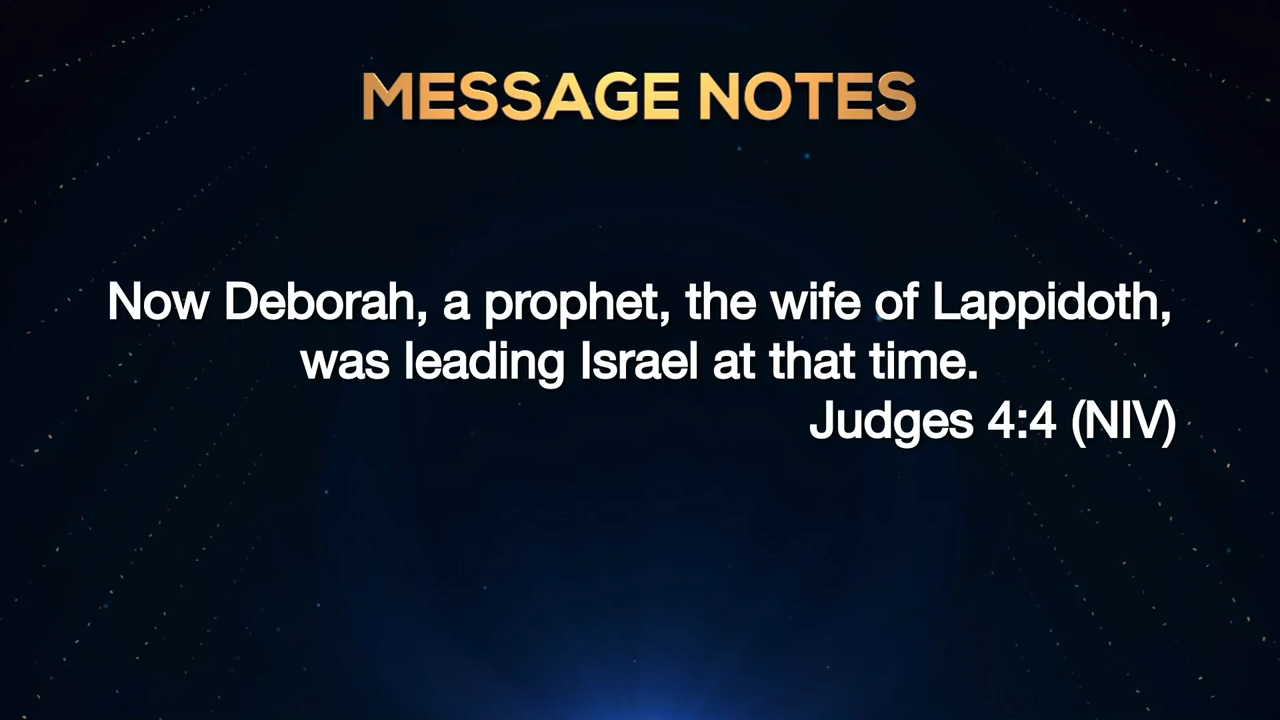 MESSAGE NOTES
Now Deborah, a prophet, the wife of Lappidoth,
was leading Israel at that time.
Judges 4:4 (NIV)